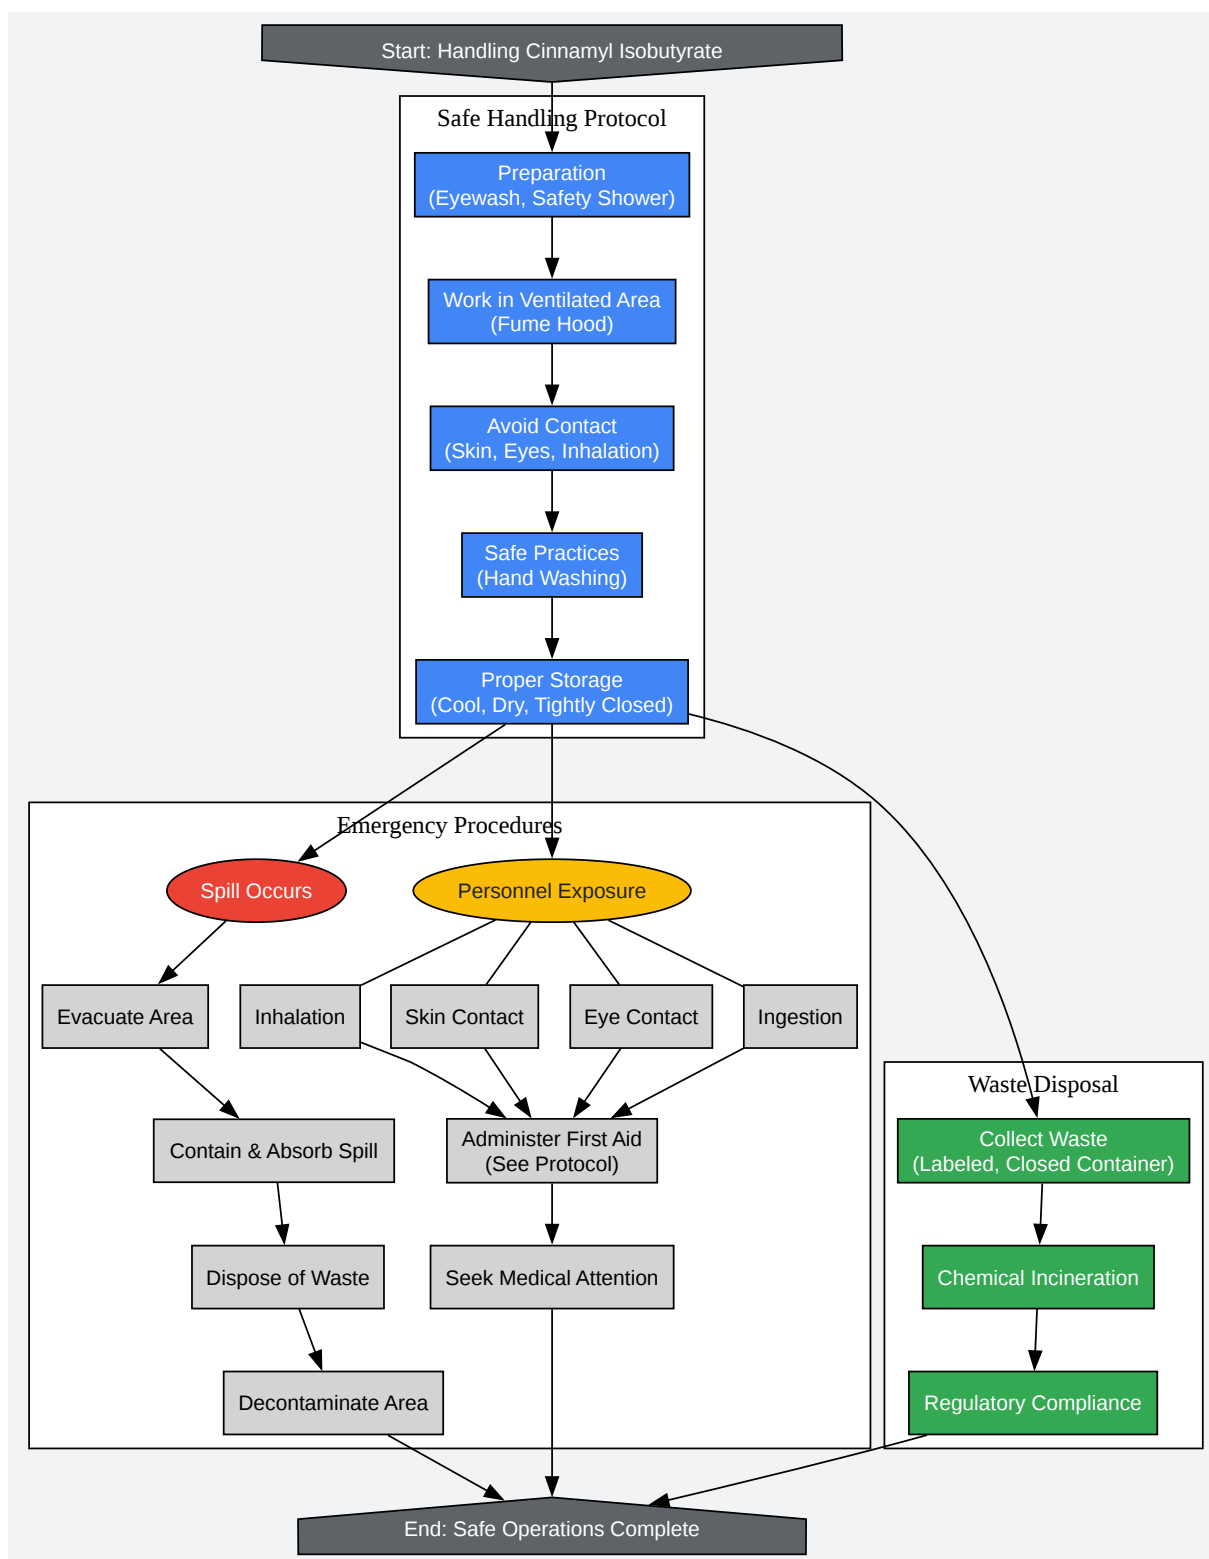 Start: Handling Cinnamyl Isobutyrate
Safe Handling Protocol
Preparation
(Eyewash, Safety Shower)
Work in Ventilated Area
(Fume Hood)
Avoid Contact
(Skin, Eyes, Inhalation)
Safe Practices
(Hand Washing)
Proper Storage
(Cool, Dry, Tightly Closed)
Emergency Procedures
Spill Occurs
Personnel Exposure
Evacuate Area
Inhalation
Skin Contact
Eye Contact
Ingestion
Contain & Absorb Spill
Administer First Aid
(See Protocol)
Dispose of Waste
Seek Medical Attention
Decontaminate Area
Waste Disposal
Collect Waste
(Labeled, Closed Container)
Chemical Incineration
Regulatory Compliance
End: Safe Operations Complete